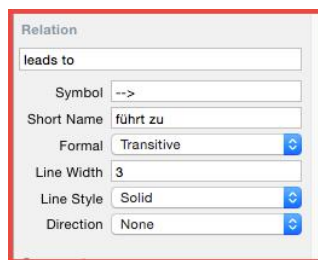 Relation
leads to
Symbol -->
Short Name führt zu
Formal Transitive
Line Width 3
Line Style Solid
Direction None